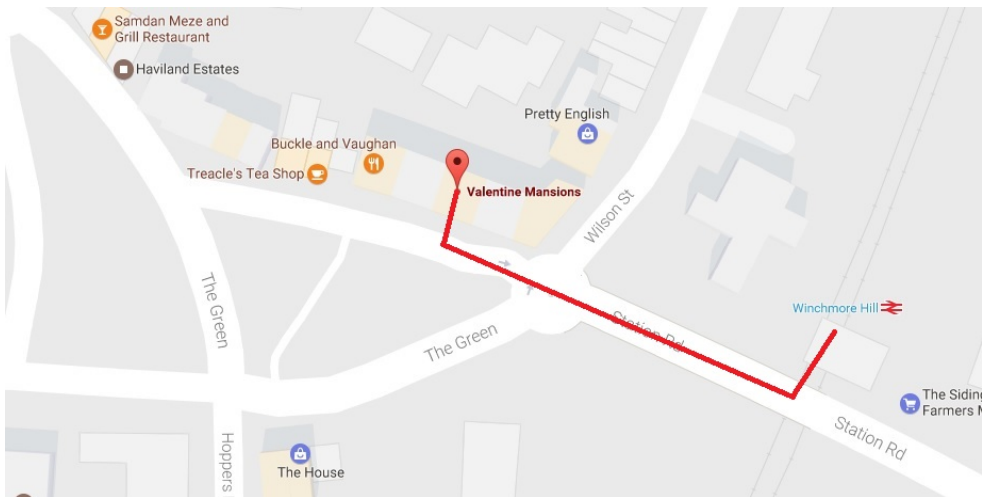 Samdan Meze and
Grill Restaurant
Haviland Estates
Pretty English
Buckle and Vaughan
Treacle's Tea Shop
Valentine Mansions
Wilson St
The Green
Winchmore Hill
Station Rd
The Green
The Siding
Farmers M
Station Rd
Hoppers
The House